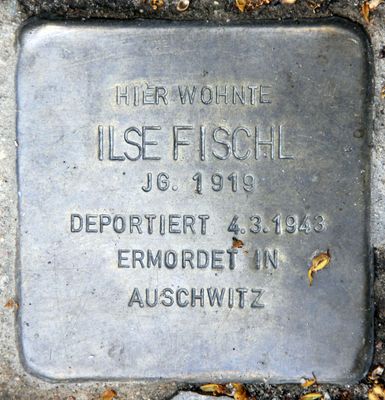 HIER WOHNTE
ILSE FISCHL
JG. 1919
DEPORTIERT 4.3.1943
ERMORDET IN
AUSCHWITZ